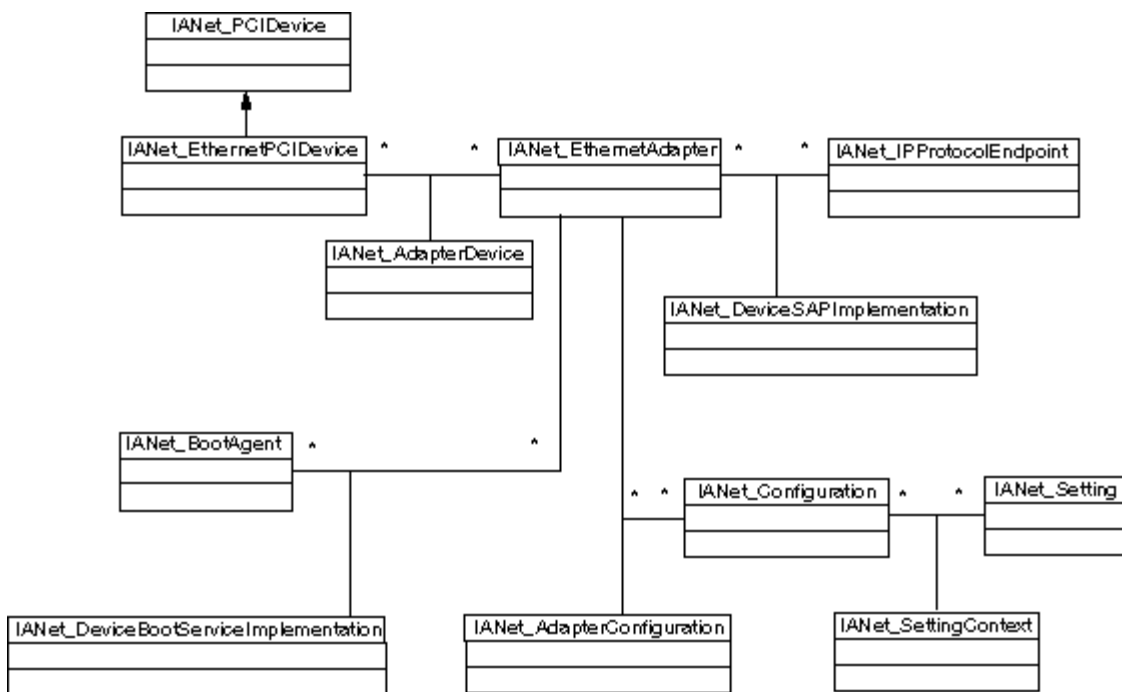 IANet_PCIDevice
IANet_EthernetPCIDevice
* *
IANet_EthernetAdapter
* *
IANet_IPProtocolEndpoint
IANet_AdapterDevice
IANet_DeviceSAPImplementation
IANet_BootAgent
* *
IANet_Configuration
* *
* *
IANet_Setting
IANet_DeviceBootServiceImplementation
IANet_AdapterConfiguration
IANet_SettingContext